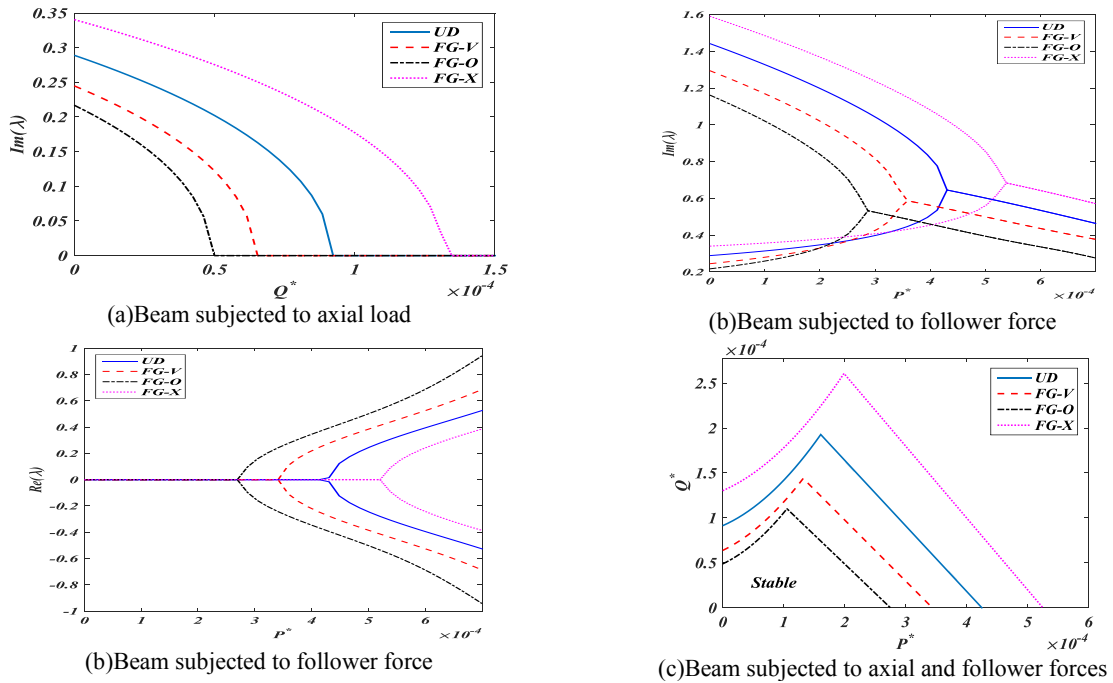 0.35
0.3
0.25
0.2
0.15
0.1
0.05
0
Im(λ)
UD
FG-V
FG-O
FG-X
0 0.5 1 1.5
Q* ×10-4
(a)Beam subjected to axial load
1.6
1.4
1.2
1
0.8
0.6
0.4
0.2
Im(λ)
UD
FG-V
FG-O
FG-X
0 1 2 3 4 5 6
P* ×10-4
(b)Beam subjected to follower force
1
0.8
0.6
0.4
0.2
0
-0.2
-0.4
-0.6
-0.8
-1
Re(λ)
UD
FG-V
FG-O
FG-X
0 1 2 3 4 5 6
P* ×10-4
(b)Beam subjected to follower force
×10-4
2.5
2
1.5
1
0.5
0
Q*
UD
FG-V
FG-O
FG-X
Stable
0 1 2 3 4 5 6
P* ×10-4
(c)Beam subjected to axial and follower forces